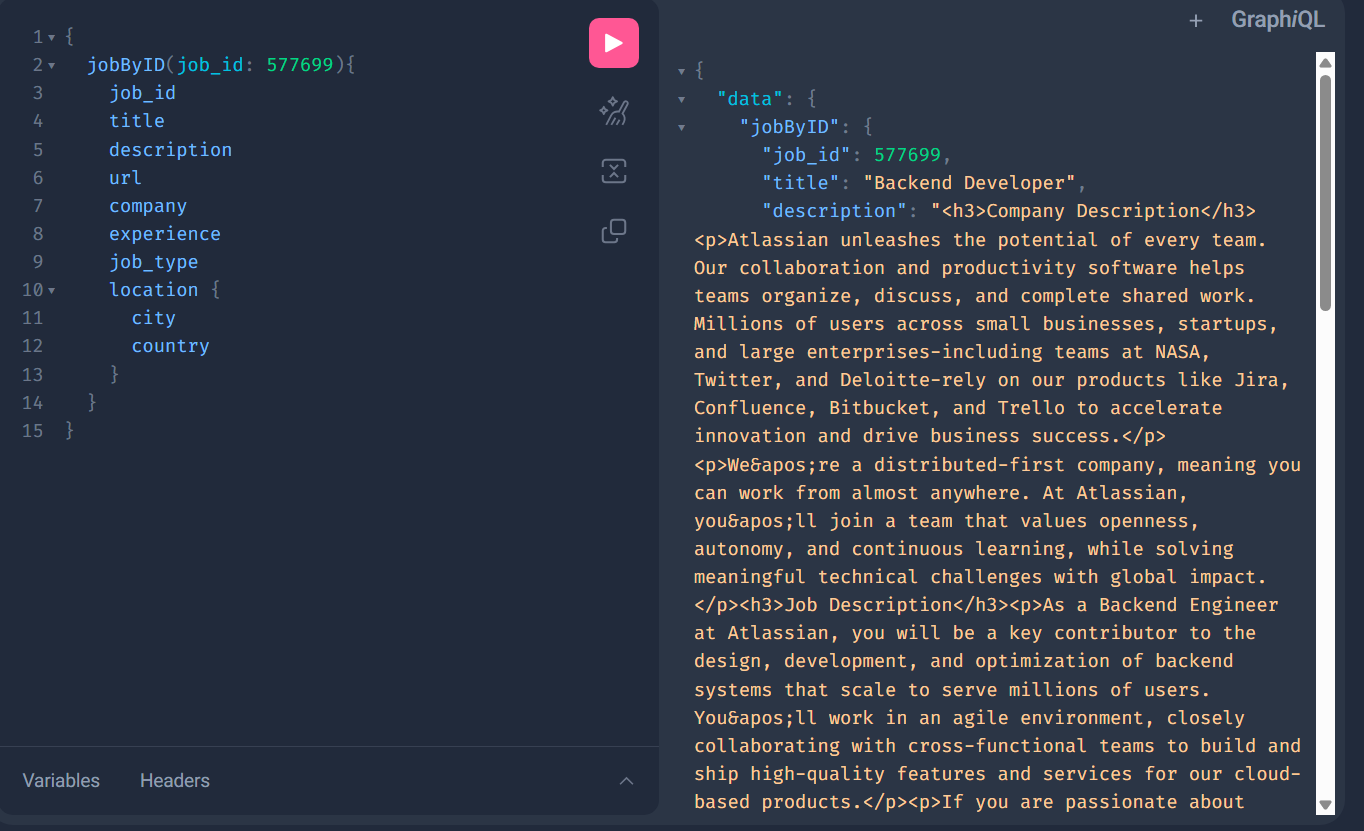 1 {
2 jobByID(job_id: 577699){
3 job_id
4 title
5 description
6 url
7 company
8 experience
9 job_type
10 location {
11 city
12 country
13 }
14 }
15 }
Variables Headers
+ GraphiQL
{
"data": {
"jobByID": {
"job_id": 577699,
"title": "Backend Developer",
"description": "<h3>Company Description</h3>
<p>Atlassian unleashes the potential of every team.
Our collaboration and productivity software helps
teams organize, discuss, and complete shared work.
Millions of users across small businesses, startups,
and large enterprises-including teams at NASA,
Twitter, and Deloitte-rely on our products like Jira,
Confluence, Bitbucket, and Trello to accelerate
innovation and drive business success.</p>
<p>We&apos;re a distributed-first company, meaning you
can work from almost anywhere. At Atlassian,
you&apos;ll join a team that values openness,
autonomy, and continuous learning, while solving
meaningful technical challenges with global impact.
</p><h3>Job Description</h3><p>As a Backend Engineer
at Atlassian, you will be a key contributor to the
design, development, and optimization of backend
systems that scale to serve millions of users.
You&apos;ll work in an agile environment, closely
collaborating with cross-functional teams to build and
ship high-quality features and services for our cloud-
based products.</p><p>If you are passionate about